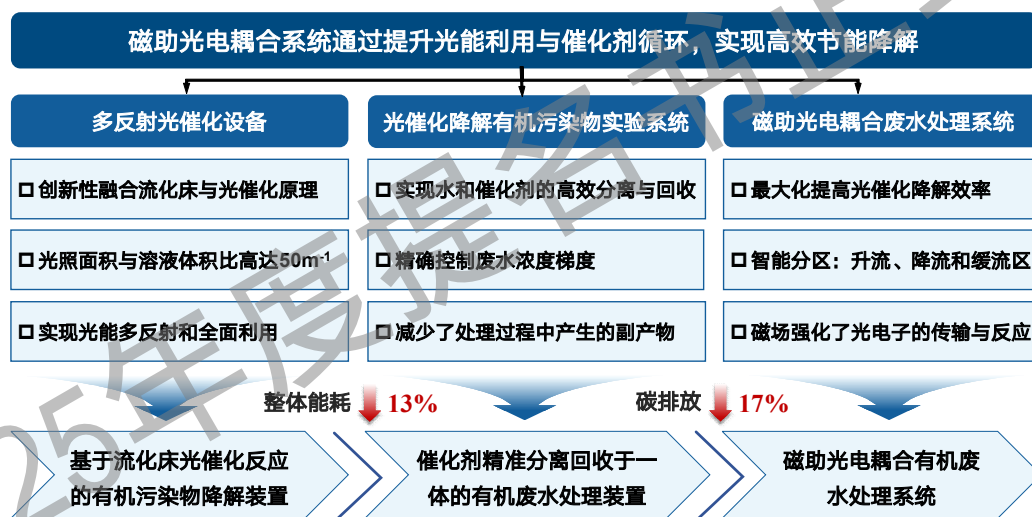 磁助光电耦合系统通过提升光能利用与催化剂循环，实现高效节能降解
多反射光催化设备
光催化降解有机污染物实验系统
磁助光电耦合废水处理系统
创新性融合流化床与光催化原理
实现水和催化剂的高效分离与回收
最大化提高光催化降解效率
光照面积与溶液体积比高达50m⁻¹
精确控制废水浓度梯度
智能分区：升流、降流和缓流区
实现光能多反射和全面利用
减少了处理过程中产生的副产物
磁场强化了光电子的传输与反应
整体能耗 13%
碳排放 17%
基于流化床光催化反应
的有机污染物降解装置
催化剂精准分离回收于一
体的有机废水处理装置
磁助光电耦合有机废
水处理系统
25年度提名书